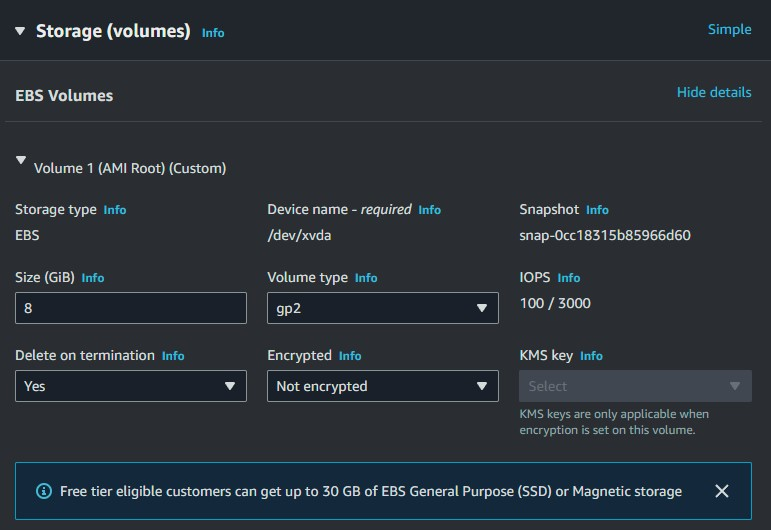 Storage (volumes) Info Simple
EBS Volumes Hide details
Volume 1 (AMI Root) (Custom)
Storage type Info Device name - required Info Snapshot Info
EBS /dev/xvda snap-0cc18315b85966d60
Size (GiB) Info Volume type Info IOPS Info
8 gp2 100 / 3000
Delete on termination Info Encrypted Info KMS key Info
Yes Not encrypted Select
KMS keys are only applicable when
encryption is set on this volume.
Free tier eligible customers can get up to 30 GB of EBS General Purpose (SSD) or Magnetic storage